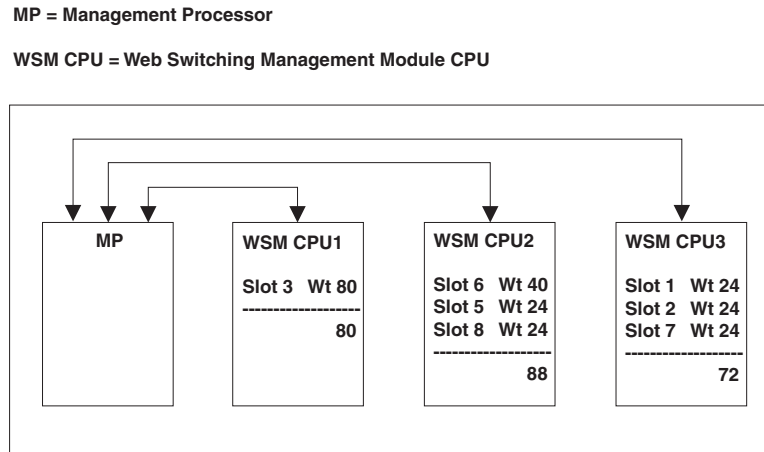 MP = Management Processor
WSM CPU = Web Switching Management Module CPU
MP
WSM CPU1
Slot 3 Wt 80
-------------------
80
WSM CPU2
Slot 6 Wt 40
Slot 5 Wt 24
Slot 8 Wt 24
-------------------
88
WSM CPU3
Slot 1 Wt 24
Slot 2 Wt 24
Slot 7 Wt 24
-------------------
72